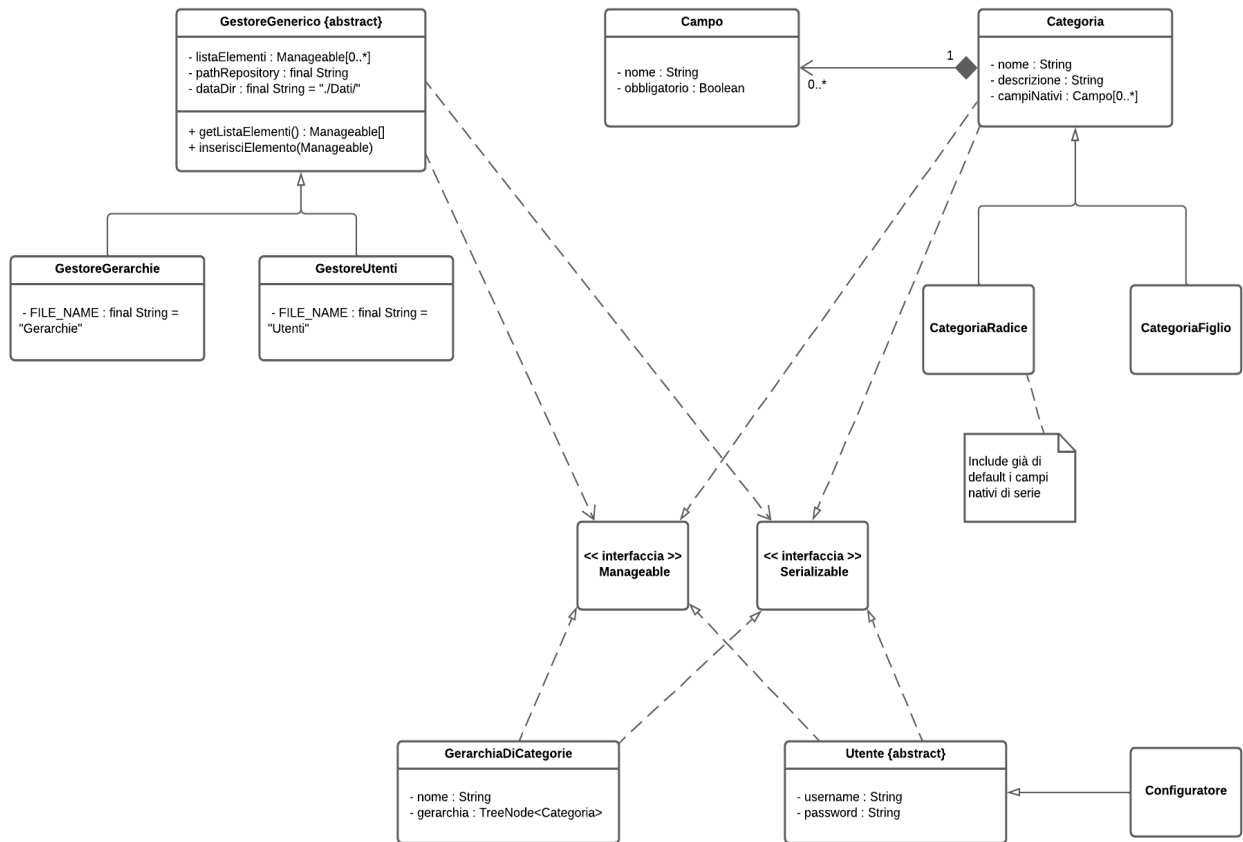 GestoreGenerico {abstract}
- listaElementi : Manageable[0..*]
- pathRepository : final String
- dataDir : final String = "./Dati/"
+ getListaElementi() : Manageable[]
+ inserisciElemento(Manageable)
Campo
- nome : String
- obbligatorio : Boolean
1
0..*
Categoria
- nome : String
- descrizione : String
- campiNativi : Campo[0..*]
GestoreGerarchie
- FILE_NAME : final String =
"Gerarchie"
GestoreUtenti
- FILE_NAME : final String =
"Utenti"
CategoriaRadice
CategoriaFiglio
Include già di
default i campi
nativi di serie
<< interfaccia >>
Manageable
<< interfaccia >>
Serializable
GerarchiaDiCategorie
- nome : String
- gerarchia : TreeNode<Categoria>
Utente {abstract}
- username : String
- password : String
Configuratore